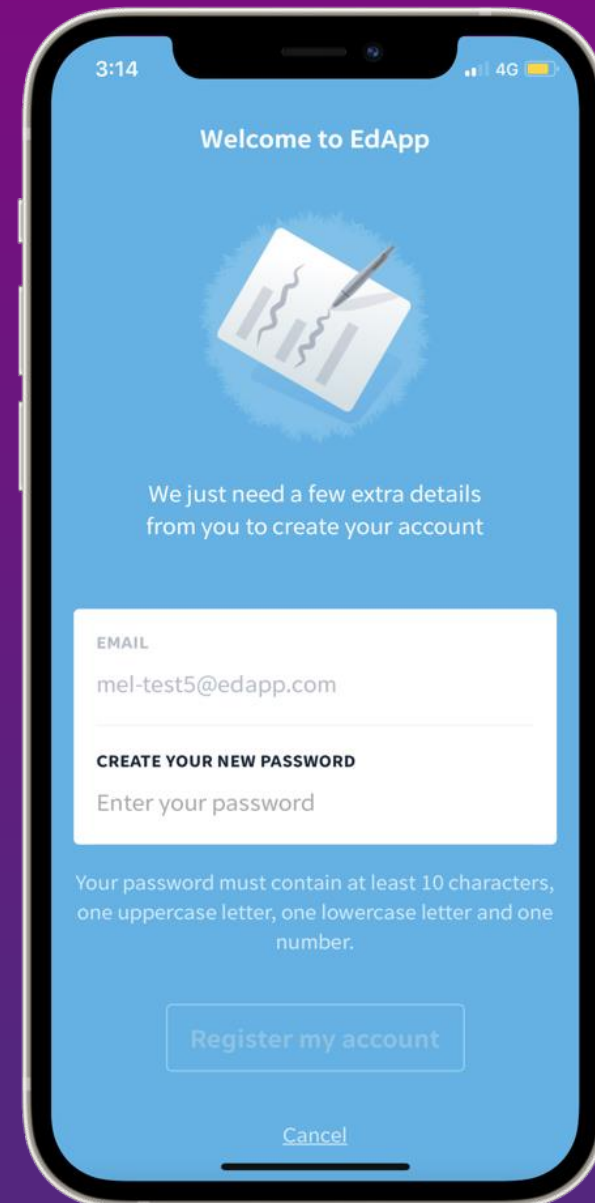 3:14
4G
Welcome to EdApp
We just need a few extra details
from you to create your account
EMAIL
mel-test5@edapp.com
CREATE YOUR NEW PASSWORD
Enter your password
Your password must contain at least 10 characters,
one uppercase letter, one lowercase letter and one
number.
Register my account
Cancel